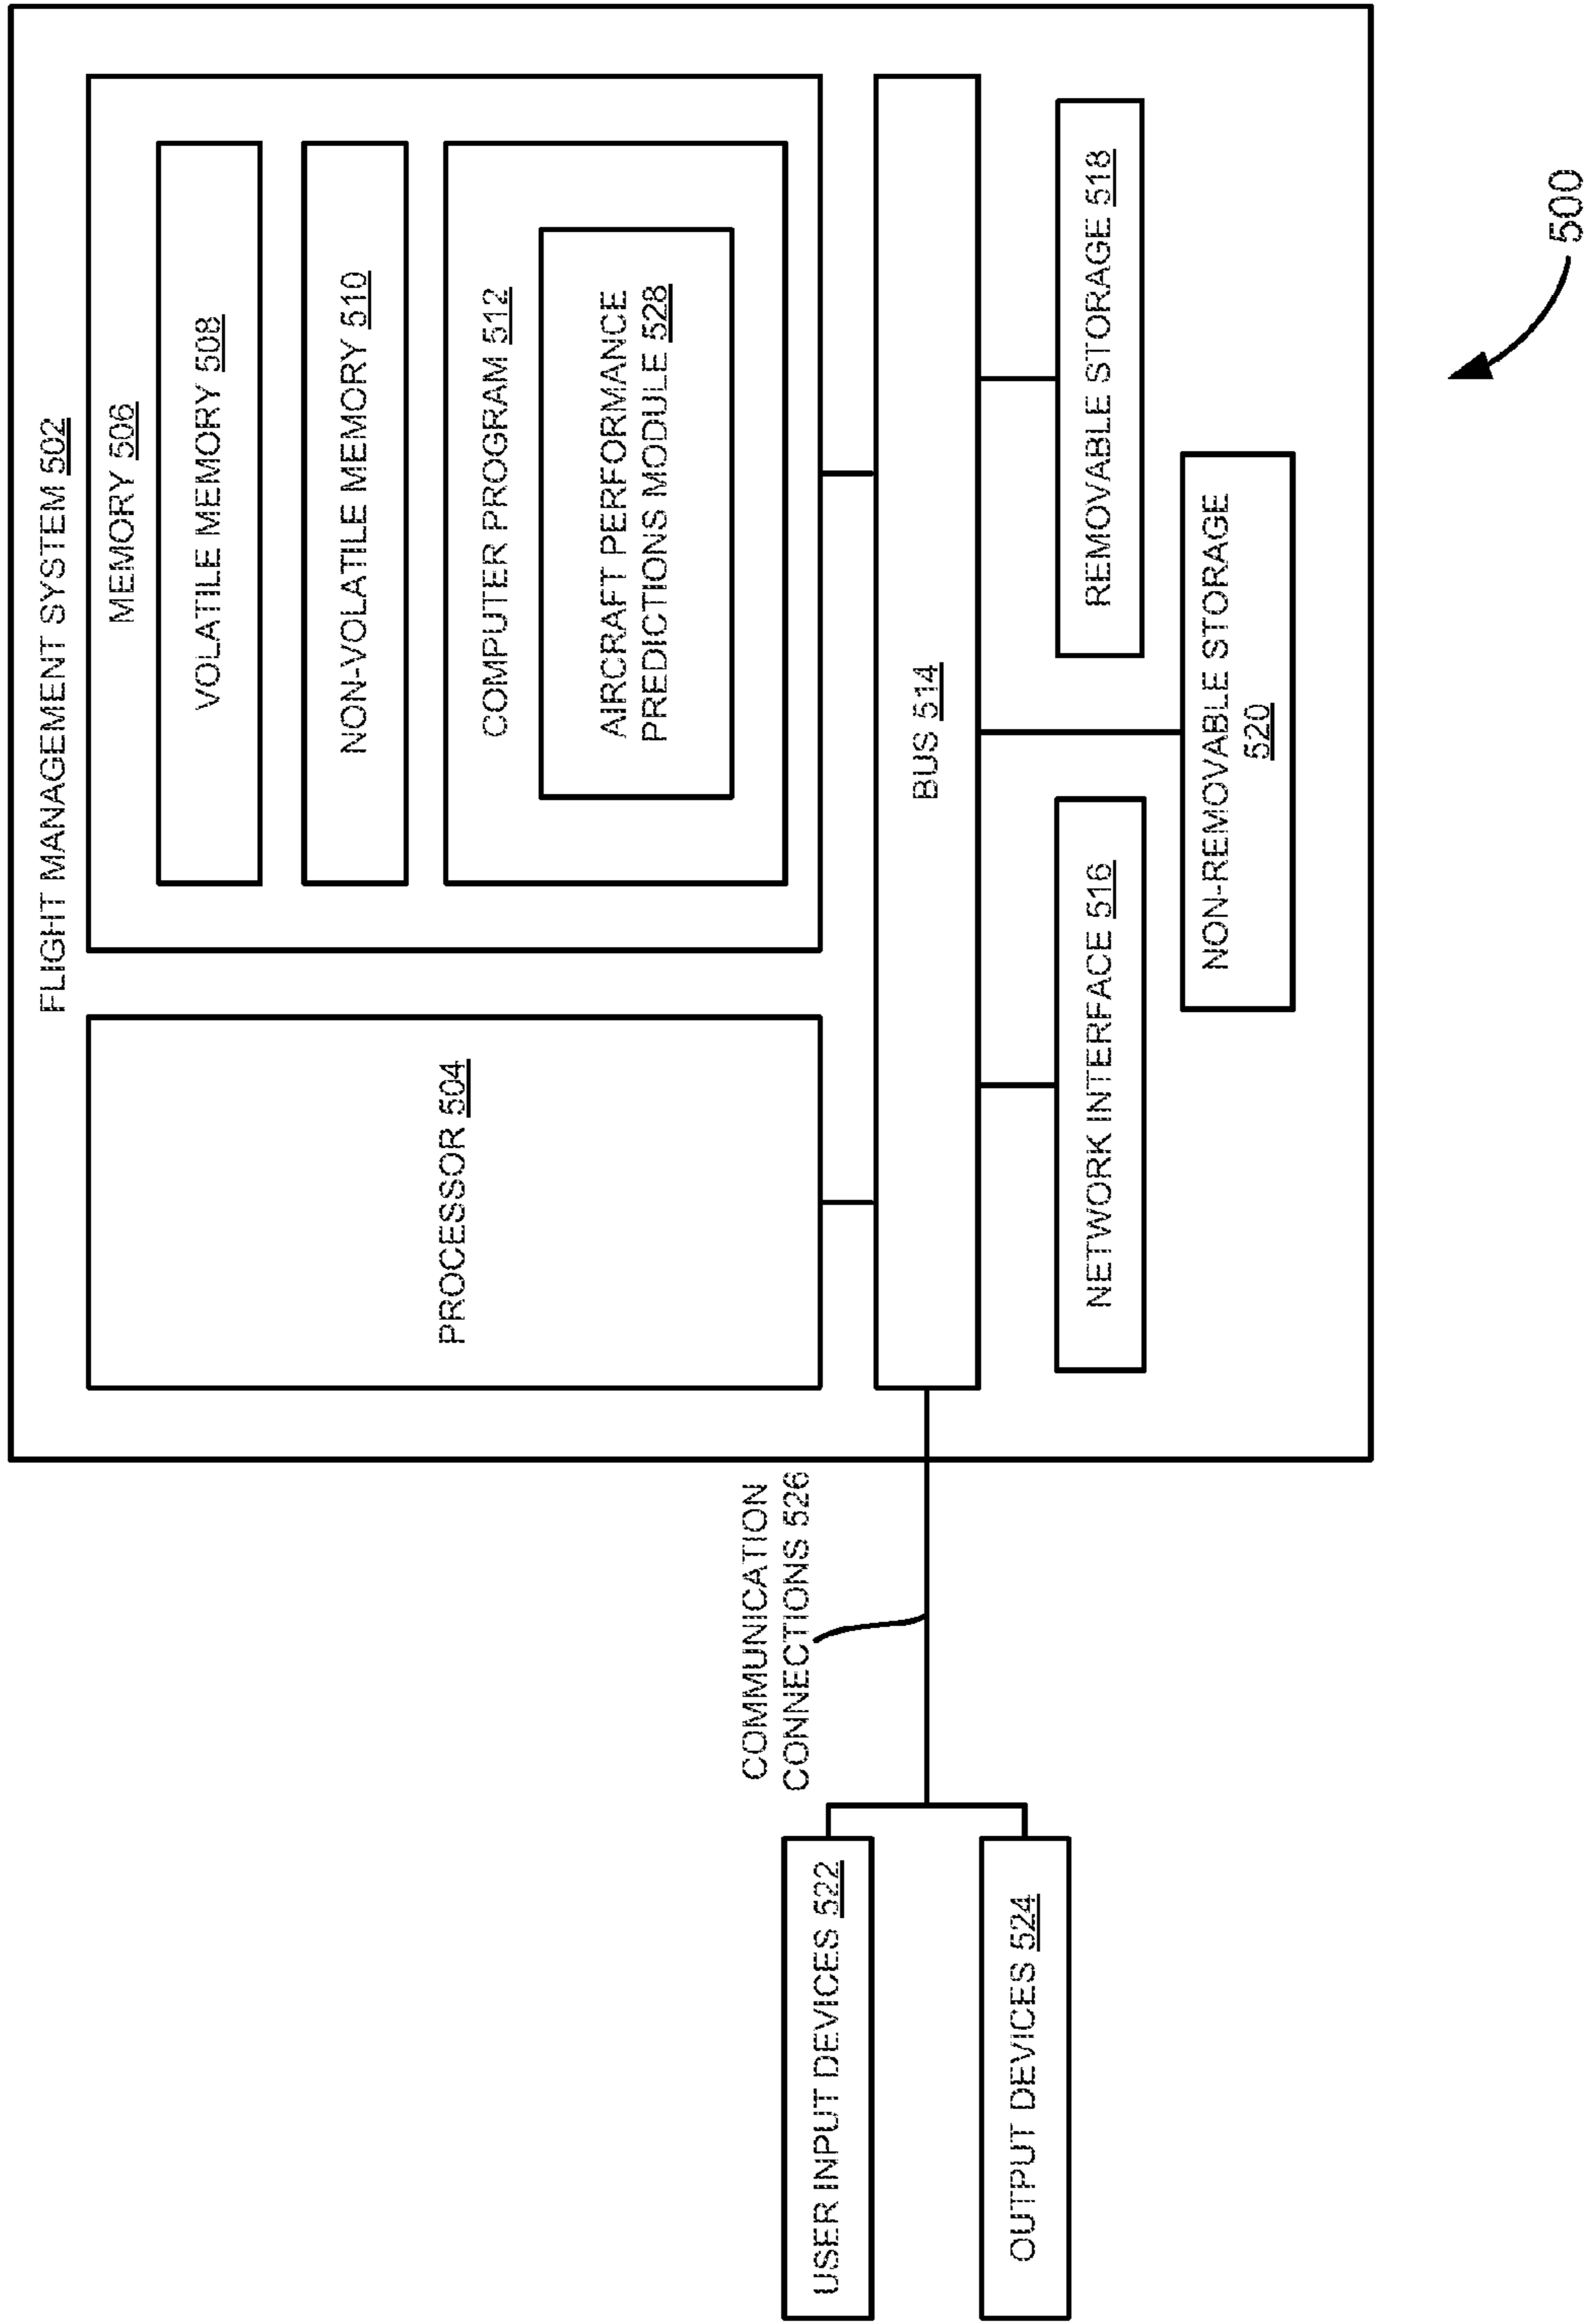 FLIGHT MANAGEMENT SYSTEM 502
PROCESSOR 504
MEMORY 506
VOLATILE MEMORY 508
NON-VOLATILE MEMORY 510
COMPUTER PROGRAM 512
AIRCRAFT PERFORMANCE
PREDICTIONS MODULE 528
COMMUNICATION
CONNECTIONS 526
USER INPUT DEVICES 522
OUTPUT DEVICES 524
BUS 514
NETWORK INTERFACE 516
REMOVABLE STORAGE 518
NON-REMOVABLE STORAGE
520
500